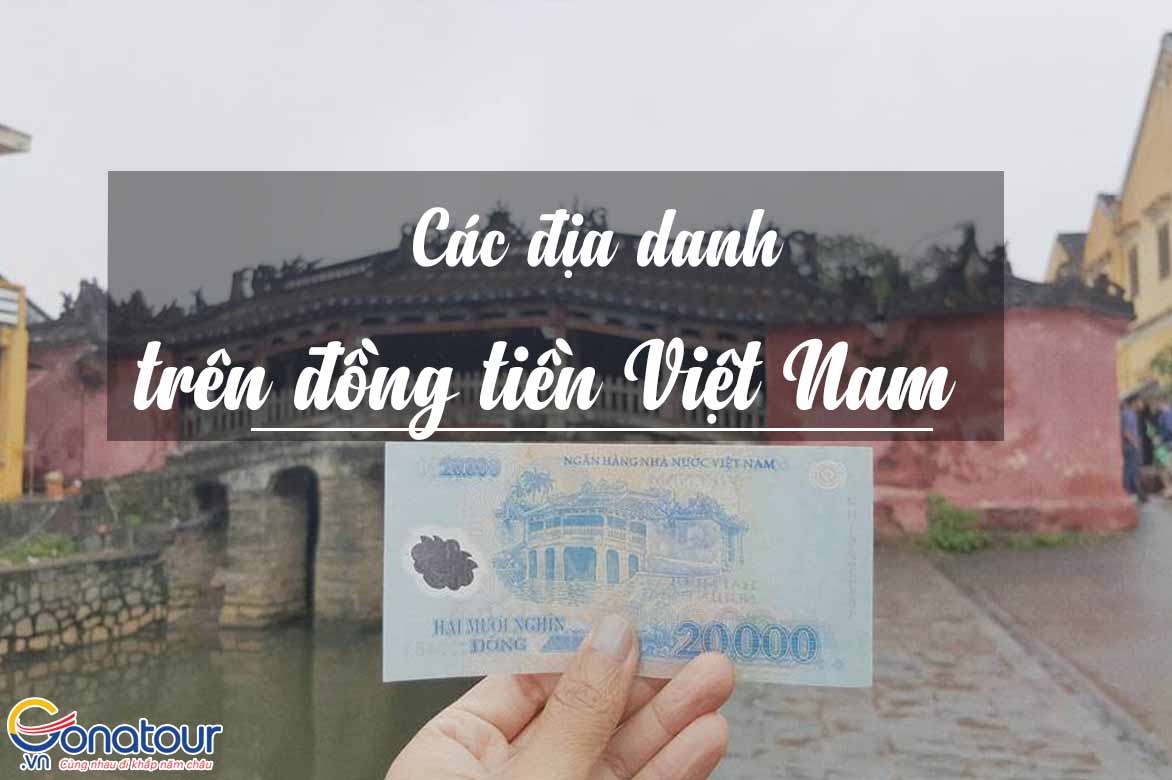 Các địa danh
trên đồng tiền Việt Nam
20000
NGÂN HÀNG NHÀ NƯỚC VIỆT NAM
HAI MƯƠI NGHÌN
ĐỒNG
20000
Gonatour
.vn
Cùng nhau đi khắp năm châu